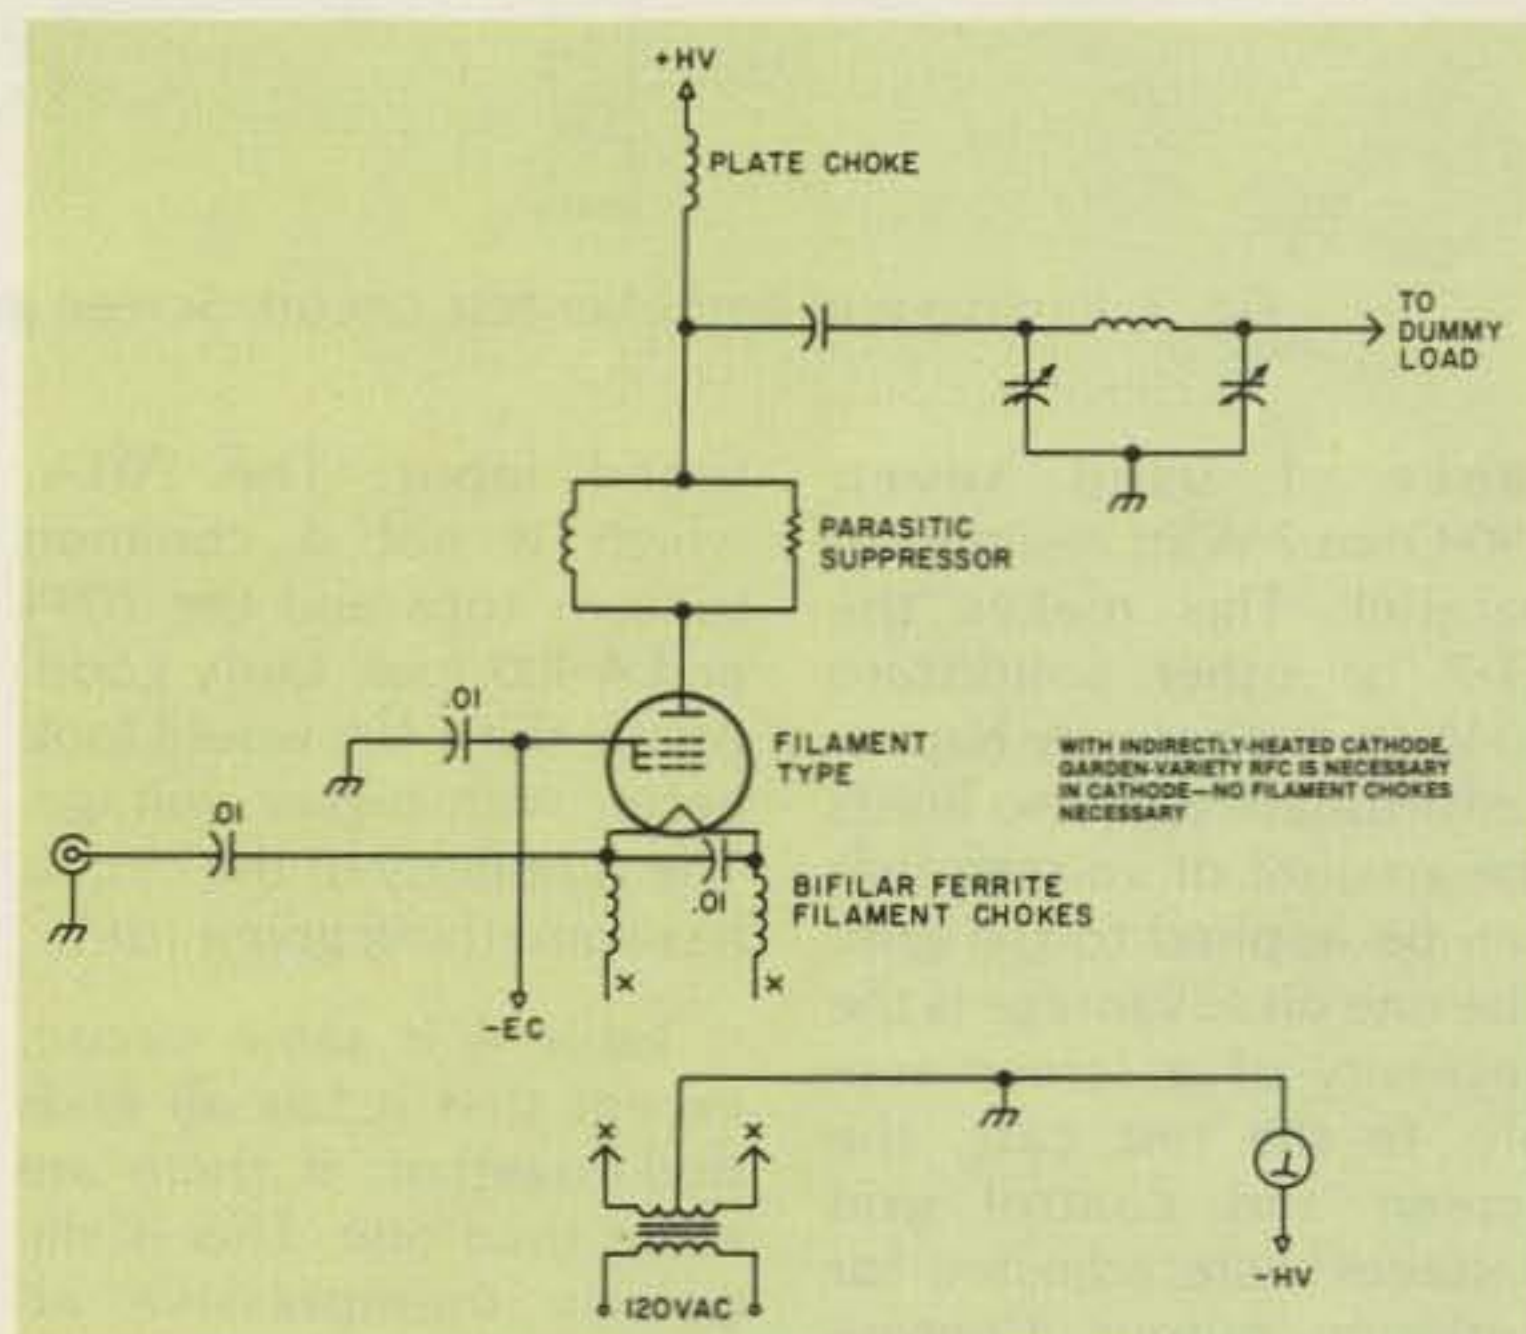 +HV
PLATE CHOKE
TO
DUMMY
LOAD
PARASITIC
SUPPRESSOR
.01
FILAMENT
TYPE
WITH INDIRECTLY-HEATED CATHODE,
GARDEN-VARIETY RFC IS NECESSARY
IN CATHODE—NO FILAMENT CHOKES
NECESSARY
.01
.01
BIFILAR FERRITE
FILAMENT CHOKES
X
X
-EC
X
X
-HV
120VAC